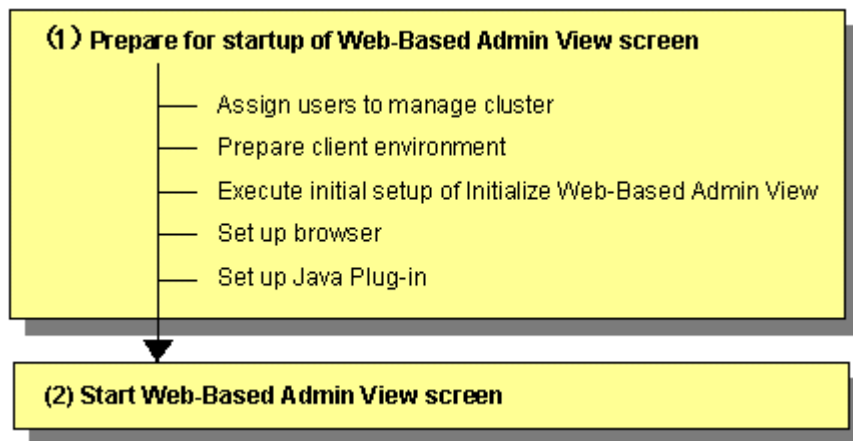 (1) Prepare for startup of Web-Based Admin View screen
Assign users to manage cluster
Prepare client environment
Execute initial setup of Initialize Web-Based Admin View
Set up browser
Set up Java Plug-in
(2) Start Web-Based Admin View screen